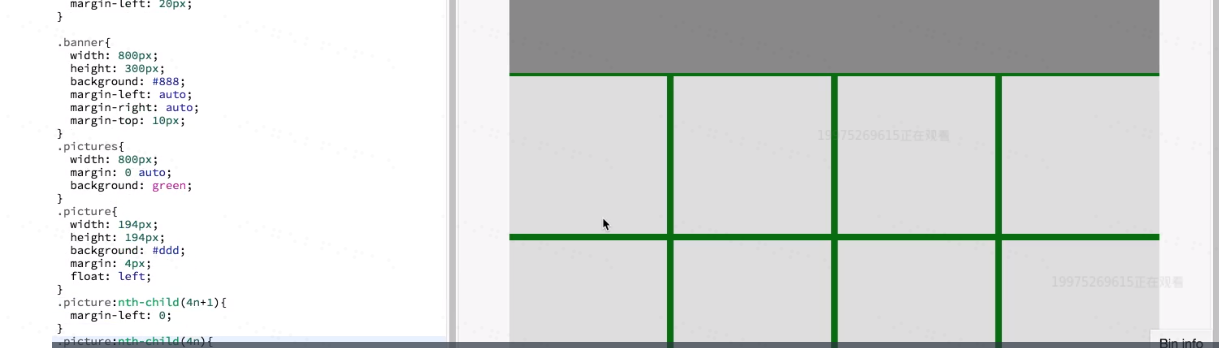 margin-left: 20px;
}
.banner{
width: 800px;
height: 300px;
background: #888;
margin-left: auto;
margin-right: auto;
margin-top: 10px;
}
.pictures{
width: 800px;
margin: 0 auto;
background: green;
}
.picture{
width: 194px;
height: 194px;
background: #ddd;
margin: 4px;
float: left;
}
.picture:nth-child(4n+1){
margin-left: 0;
}
.picture:nth-child(4n){
19975269615正在观看
19975269615正在观看
Bin info